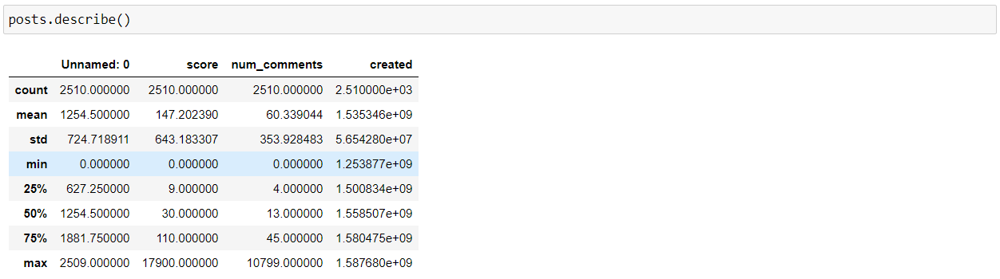 posts.describe()
Unnamed: 0 score num_comments created
count 2510.000000 2510.000000 2510.000000 2.510000e+03
mean 1254.500000 147.202390 60.339044 1.535346e+09
std 724.718911 643.183307 353.928483 5.654280e+07
min 0.000000 0.000000 0.000000 1.253877e+09
25% 627.250000 9.000000 4.000000 1.500834e+09
50% 1254.500000 30.000000 13.000000 1.558507e+09
75% 1881.750000 110.000000 45.000000 1.580475e+09
max 2509.000000 17900.000000 10799.000000 1.587680e+09